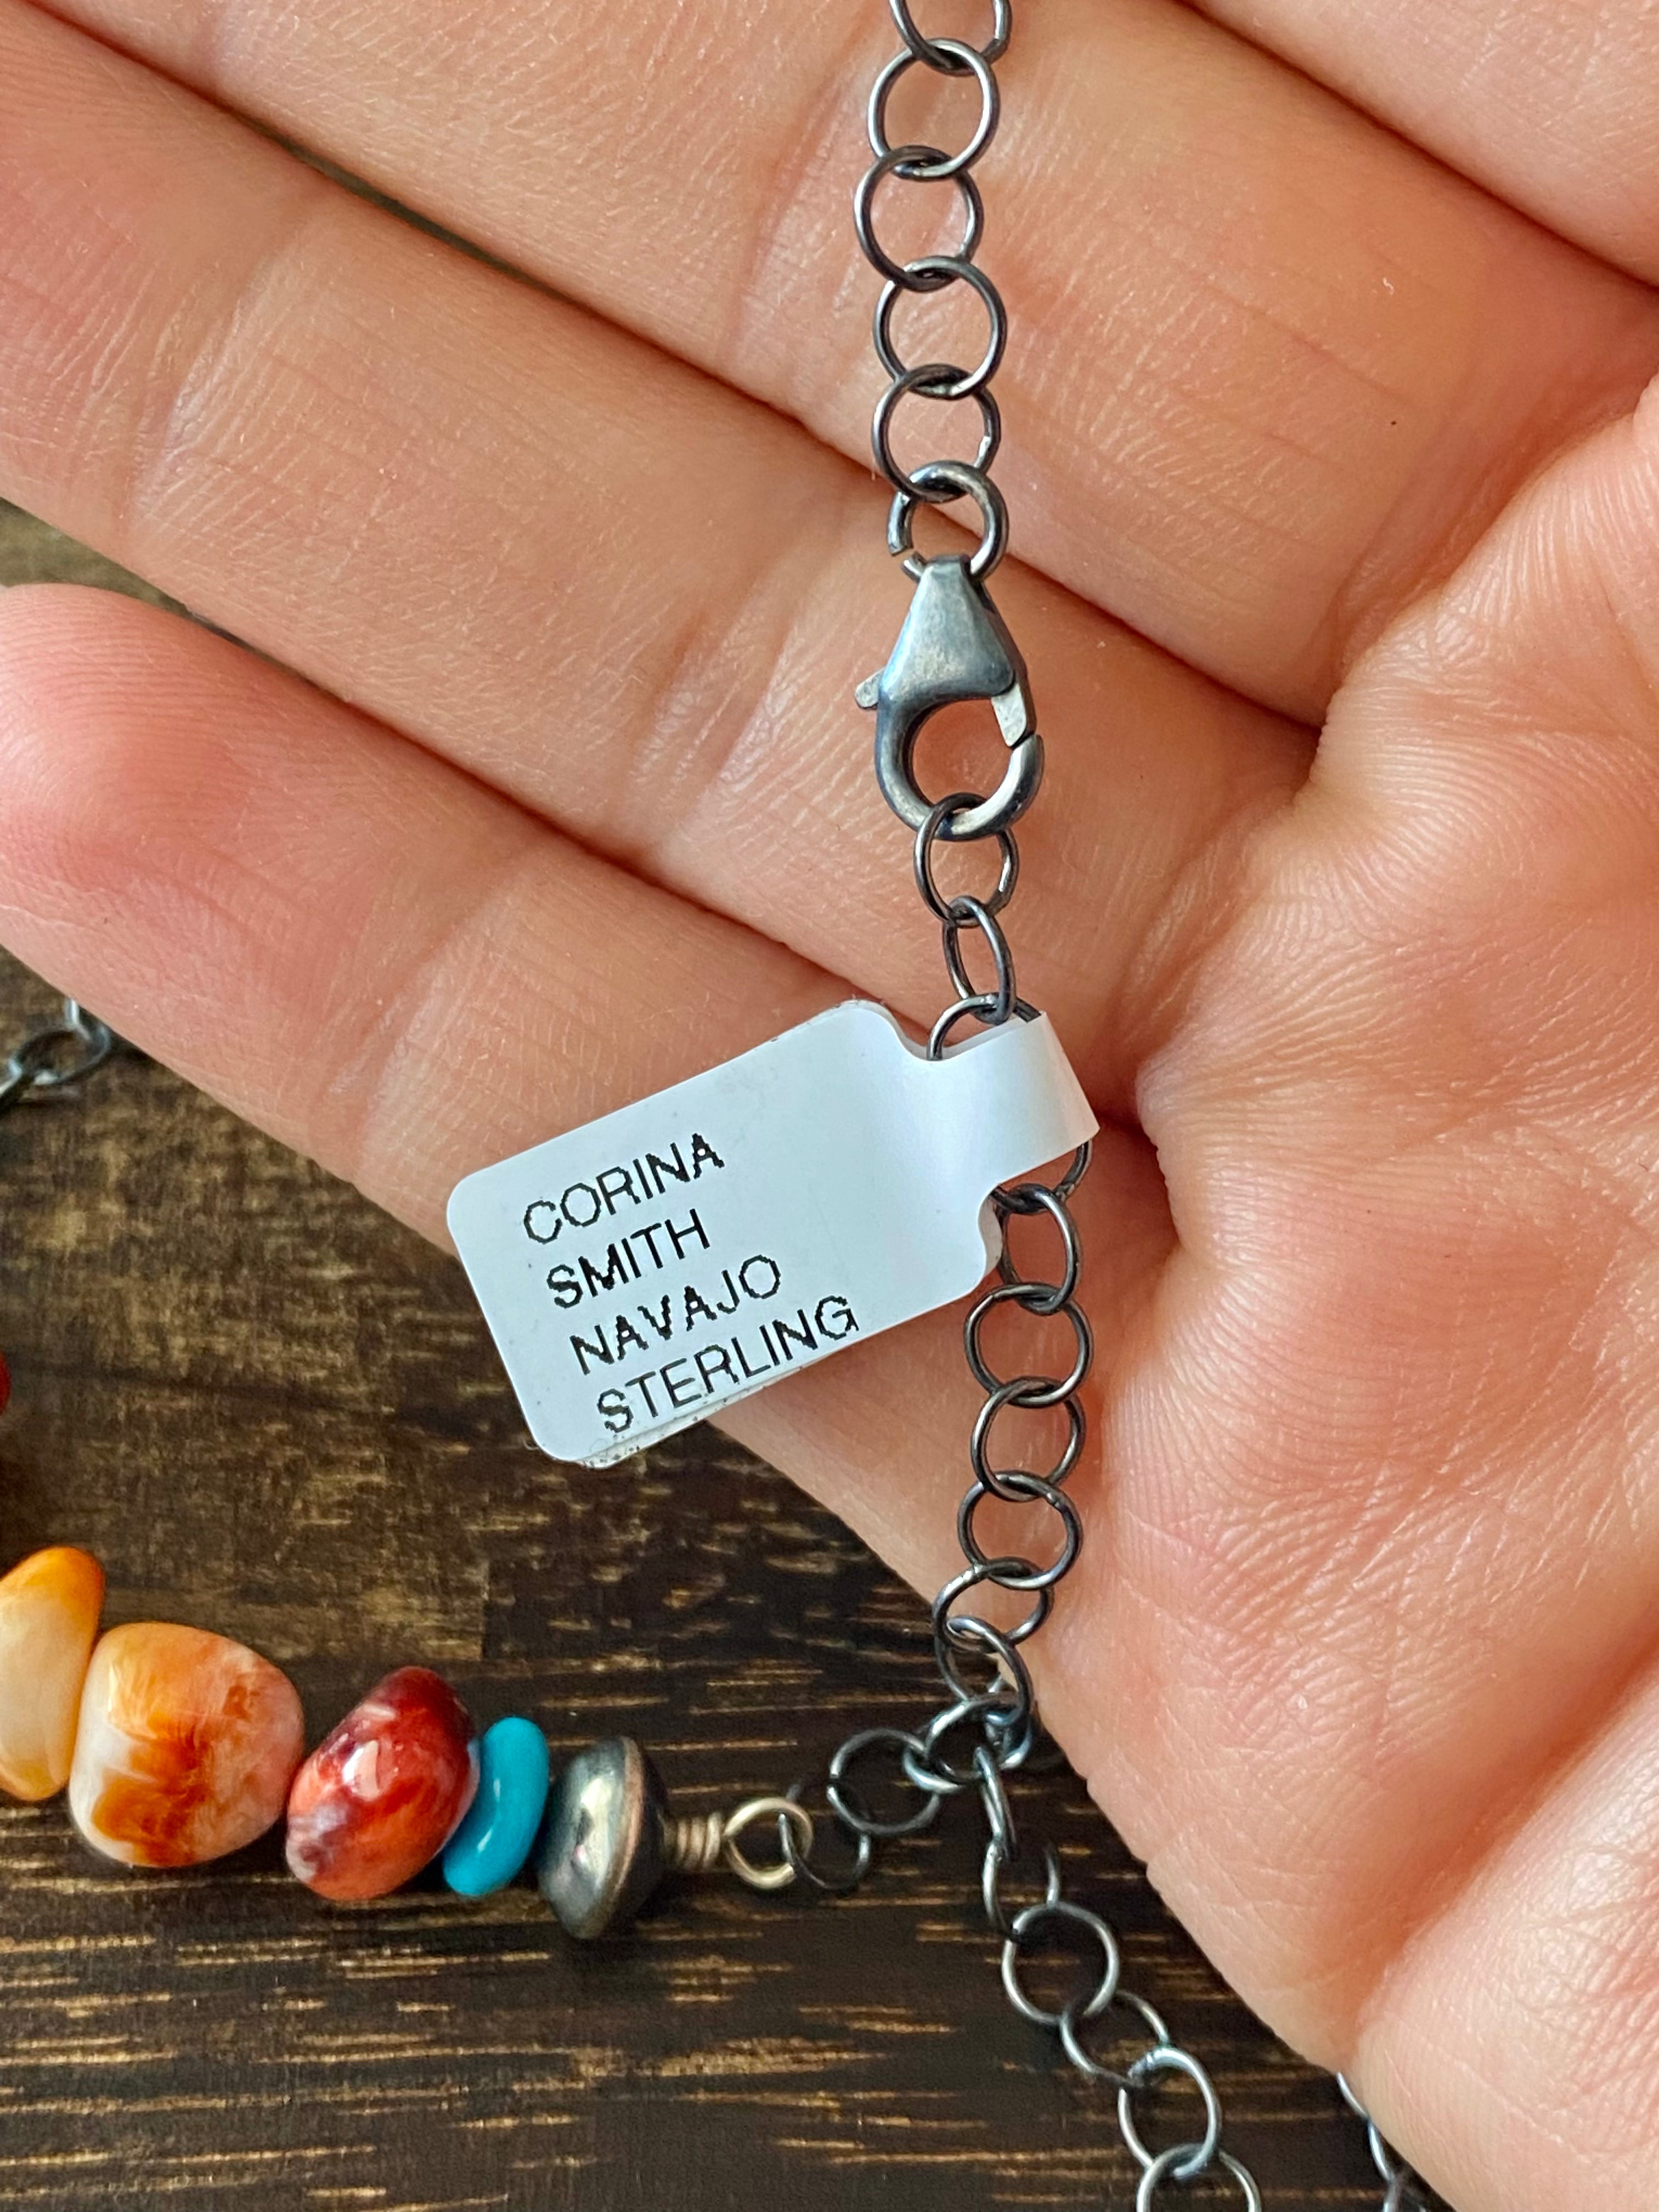 CORINA
SMITH
NAVAJO
STERLING